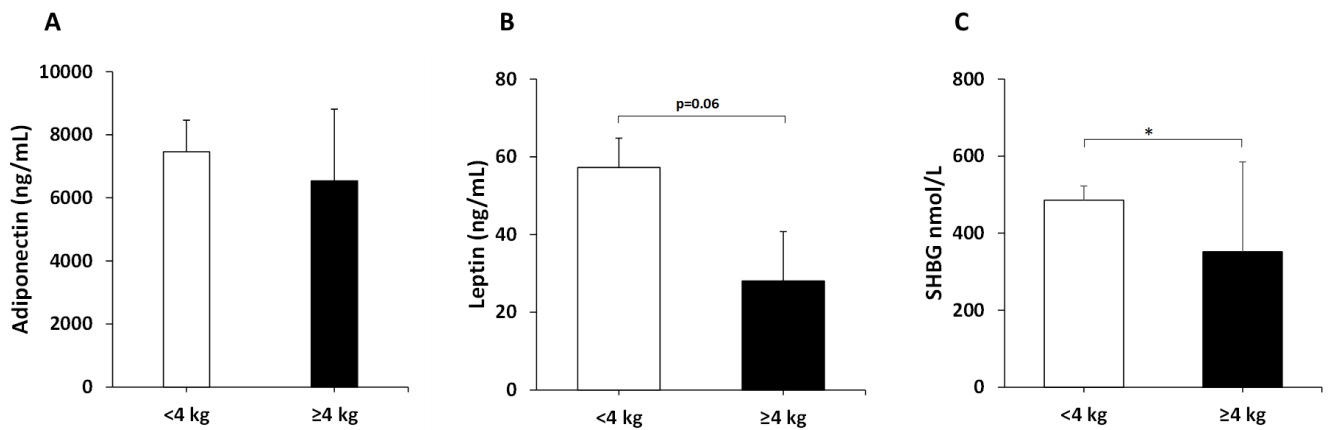 A
Adiponectin (ng/mL)
10000
8000
6000
4000
2000
0
<4 kg
≥4 kg
B
Leptin (ng/mL)
80
60
40
20
0
p=0.06
<4 kg
≥4 kg
C
SHBG nmol/L
800
600
400
200
0
*
<4 kg
≥4 kg